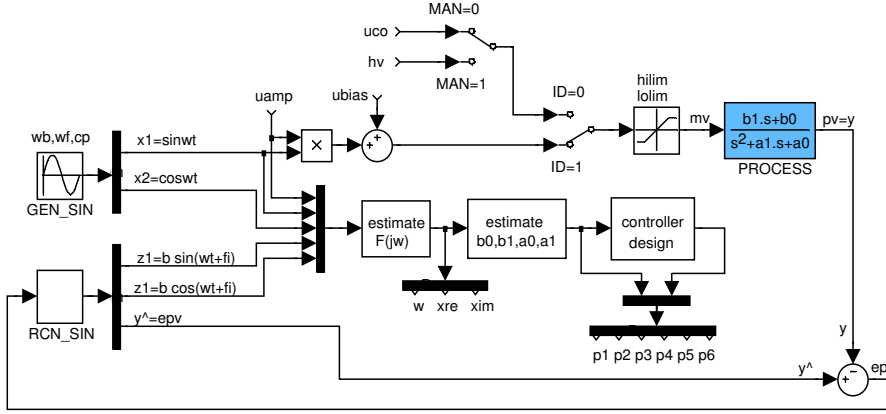 MAN=0
uco
hv
MAN=1
uamp
ubias
ID=0
ID=1
hilim
lolim
mv
b1.s+b0
s²+a1.s+a0
pv=y
PROCESS
wb,wf,cp
GEN_SIN
x1=sinwt
x2=coswt
×
+
+
estimate
F(jw)
estimate
b0,b1,a0,a1
controller
design
z1=b sin(wt+fi)
z1=b cos(wt+fi)
y^=epv
RCN_SIN
w xre xim
p1 p2 p3 p4 p5 p6
y
y^
+
−
ep